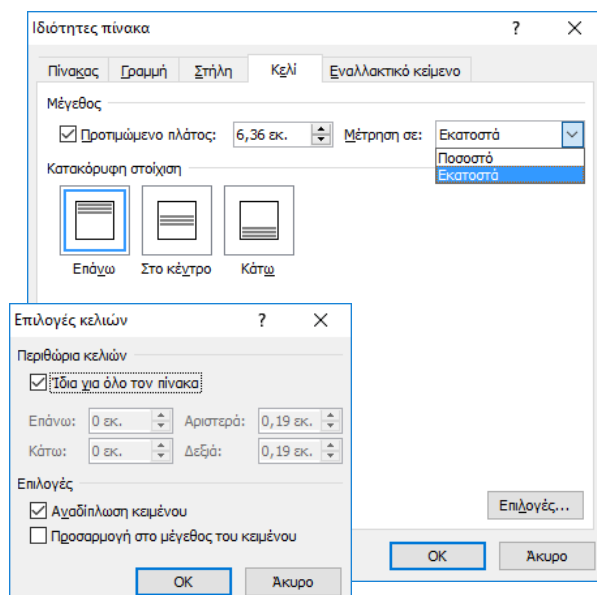 Ιδιότητες πίνακα ?
Πίνακας Γραμμή Στήλη Κελί Εναλλακτικό κείμενο
Μέγεθος
Προτιμώμενο πλάτος: 6,36 εκ. Μέτρηση σε: Εκατοστά
Ποσοστό
Εκατοστά
Κατακόρυφη στοίχιση
Επάνω Στο κέντρο Κάτω
Επιλογές...
OK Άκυρο
Επιλογές κελιών ?
Περιθώρια κελιών
Ίδια για όλο τον πίνακα
Επάνω: 0 εκ. Αριστερά: 0,19 εκ.
Κάτω: 0 εκ. Δεξιά: 0,19 εκ.
Επιλογές
Αναδίπλωση κειμένου
Προσαρμογή στο μέγεθος του κειμένου
OK Άκυρο